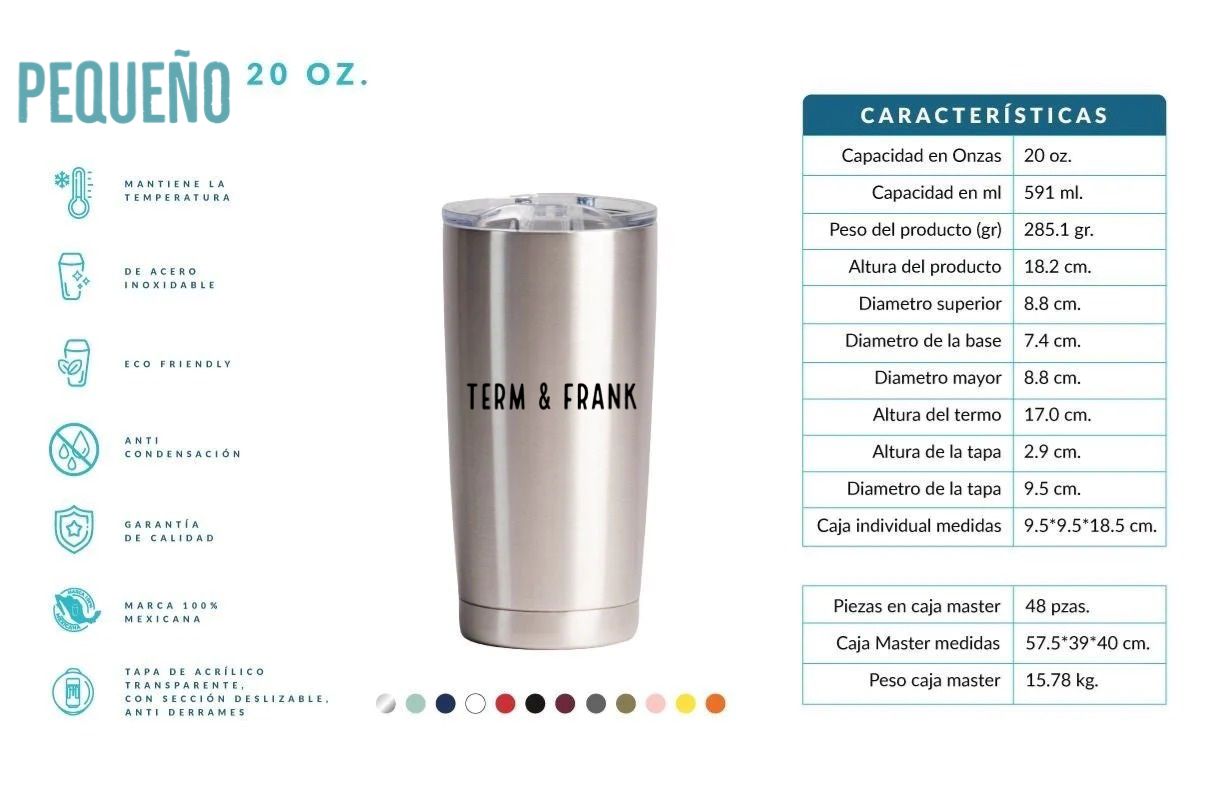 PEQUEÑO 20 OZ.
MANTIENE LA
TEMPERATURA
DE ACERO
INOXIDABLE
ECO FRIENDLY
ANTI
CONDENSACIÓN
GARANTÍA
DE CALIDAD
MARCA 100%
MEXICANA
MARCA 100%
MEXICANA
TAPA DE ACRÍLICO
TRANSPARENTE,
CON SECCIÓN DESLIZABLE,
ANTI DERRAMES
TERM & FRANK
CARACTERÍSTICAS
Capacidad en Onzas 20 oz.
Capacidad en ml 591 ml.
Peso del producto (gr) 285.1 gr.
Altura del producto 18.2 cm.
Diametro superior 8.8 cm.
Diametro de la base 7.4 cm.
Diametro mayor 8.8 cm.
Altura del termo 17.0 cm.
Altura de la tapa 2.9 cm.
Diametro de la tapa 9.5 cm.
Caja individual medidas 9.5*9.5*18.5 cm.
Piezas en caja master 48 pzas.
Caja Master medidas 57.5*39*40 cm.
Peso caja master 15.78 kg.